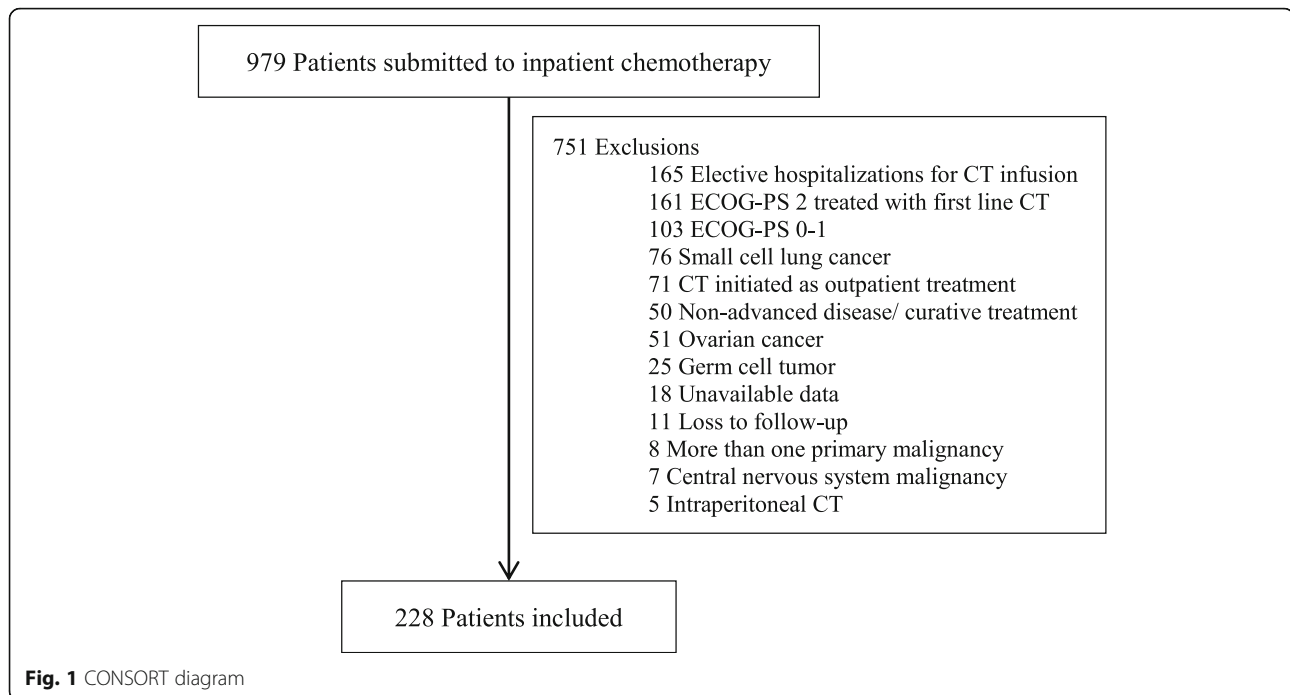 979 Patients submitted to inpatient chemotherapy
751 Exclusions
165 Elective hospitalizations for CT infusion
161 ECOG-PS 2 treated with first line CT
103 ECOG-PS 0-1
76 Small cell lung cancer
71 CT initiated as outpatient treatment
50 Non-advanced disease/ curative treatment
51 Ovarian cancer
25 Germ cell tumor
18 Unavailable data
11 Loss to follow-up
8 More than one primary malignancy
7 Central nervous system malignancy
5 Intraperitoneal CT
228 Patients included
Fig. 1 CONSORT diagram